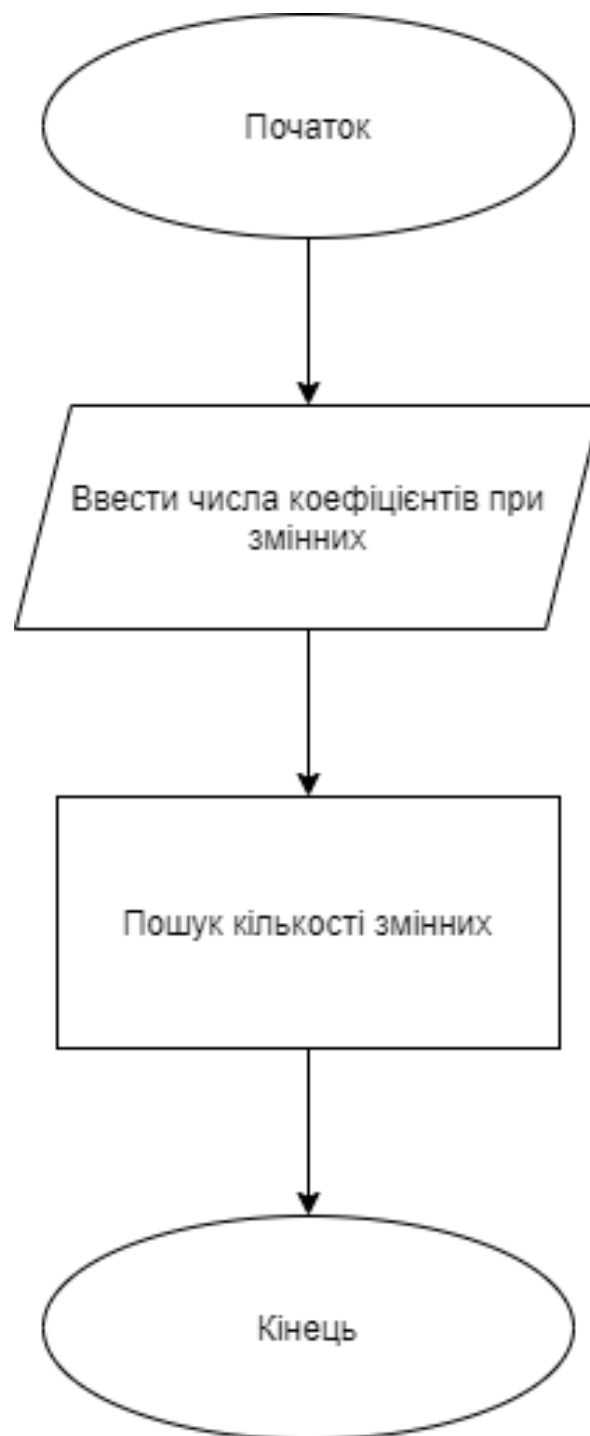 Початок
Ввести числа коефіцієнтів при
змінних
Пошук кількості змінних
Кінець